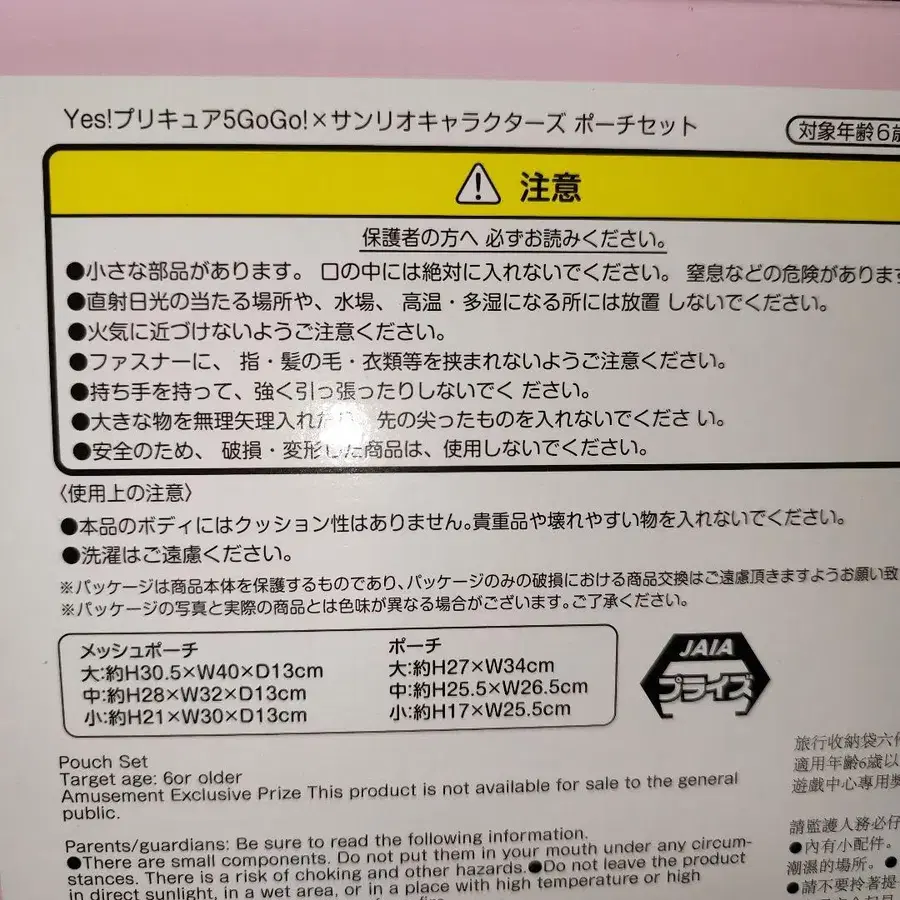 Yes!プリキュア5GoGo!×サンリオキャラクターズ ポーチセット
対象年齢6歳
注意
保護者の方へ 必ずお読みください。
●小さな部品があります。 口の中には絶対に入れないでください。 窒息などの危険があります
●直射日光の当たる場所や、水場、 高温・多湿になる所には放置 しないでください。
●火気に近づけないようご注意ください。
●ファスナーに、 指・髪の毛・衣類等を挟まれないようご注意ください。
●持ち手を持って、強く引っ張ったりしないでく ださい。
●大きな物を無理矢理入れたり、先の尖ったものを入れないでくださ い。
●安全のため、 破損・変形した商品は、使用しないでください。
〈使用上の注意〉
●本品のボディにはクッション性はありません。貴重品や壊れやすい物を入れないでください。
●洗濯はご遠慮ください。
※パッケージは商品本体を保護するものであり、パッケージのみの破損における商品交換はご遠慮頂きますようお願い致
※パッケージの写真と実際の商品とは色味が異なる場合がございます。ご了承ください。
メッシュポーチ
大:約H30.5×W40×D13cm
中:約H28×W32×D13cm
小:約H21×W30×D13cm
ポーチ
大:約H27×W34cm
中:約H25.5×W26.5cm
小:約H17×W25.5cm
JAIA
プライズ
Pouch Set
Target age: 6or older
Amusement Exclusive Prize This product is not available for sale to the general
public.
Parents/guardians: Be sure to read the following information.
●There are small components. Do not put them in your mouth under any circum-
stances. There is a risk of choking and other hazards.●Do not leave the product
in direct sunlight, in a wet area, or in a place with high temperature or high
旅行收納袋六件
適用年齡6歲以
遊戲中心專用獎
請監護人務必仔
●內有小配件。
潮濕的場所。●
●請不要拎著提